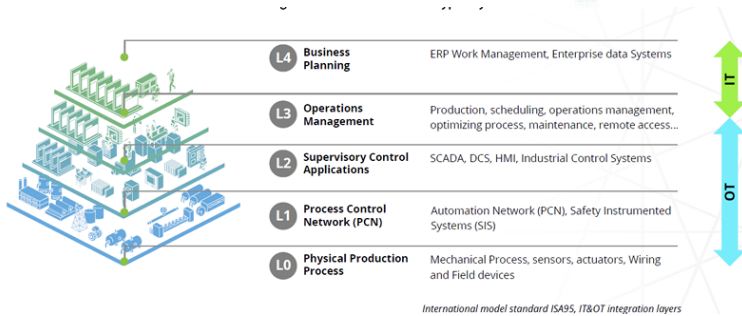 L4 Business Planning
ERP Work Management, Enterprise data Systems
IT
L3 Operations Management
Production, scheduling, operations management,
optimizing process, maintenance, remote access...
L2 Supervisory Control Applications
SCADA, DCS, HMI, Industrial Control Systems
OT
L1 Process Control Network (PCN)
Automation Network (PCN), Safety Instrumented
Systems (SIS)
L0 Physical Production Process
Mechanical Process, sensors, actuators, Wiring
and Field devices
International model standard ISA95, IT&OT integration layers